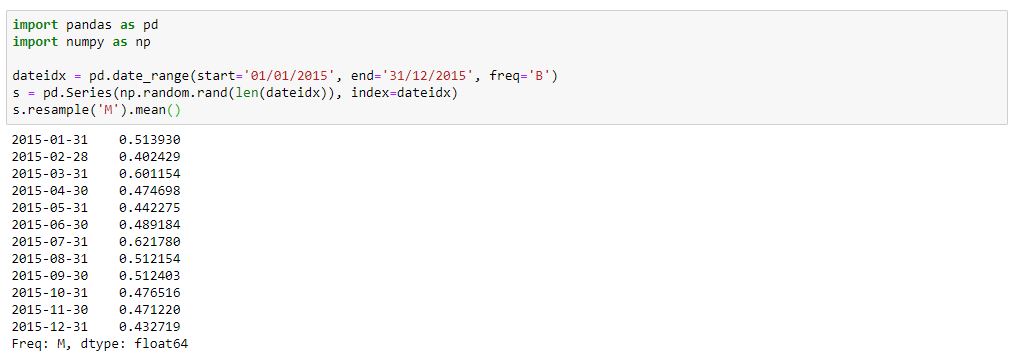 import pandas as pd
import numpy as np
dateidx = pd.date_range(start='01/01/2015', end='31/12/2015', freq='B')
s = pd.Series(np.random.rand(len(dateidx)), index=dateidx)
s.resample('M').mean()
2015-01-31    0.513930
2015-02-28    0.402429
2015-03-31    0.601154
2015-04-30    0.474698
2015-05-31    0.442275
2015-06-30    0.489184
2015-07-31    0.621780
2015-08-31    0.512154
2015-09-30    0.512403
2015-10-31    0.476516
2015-11-30    0.471220
2015-12-31    0.432719
Freq: M, dtype: float64